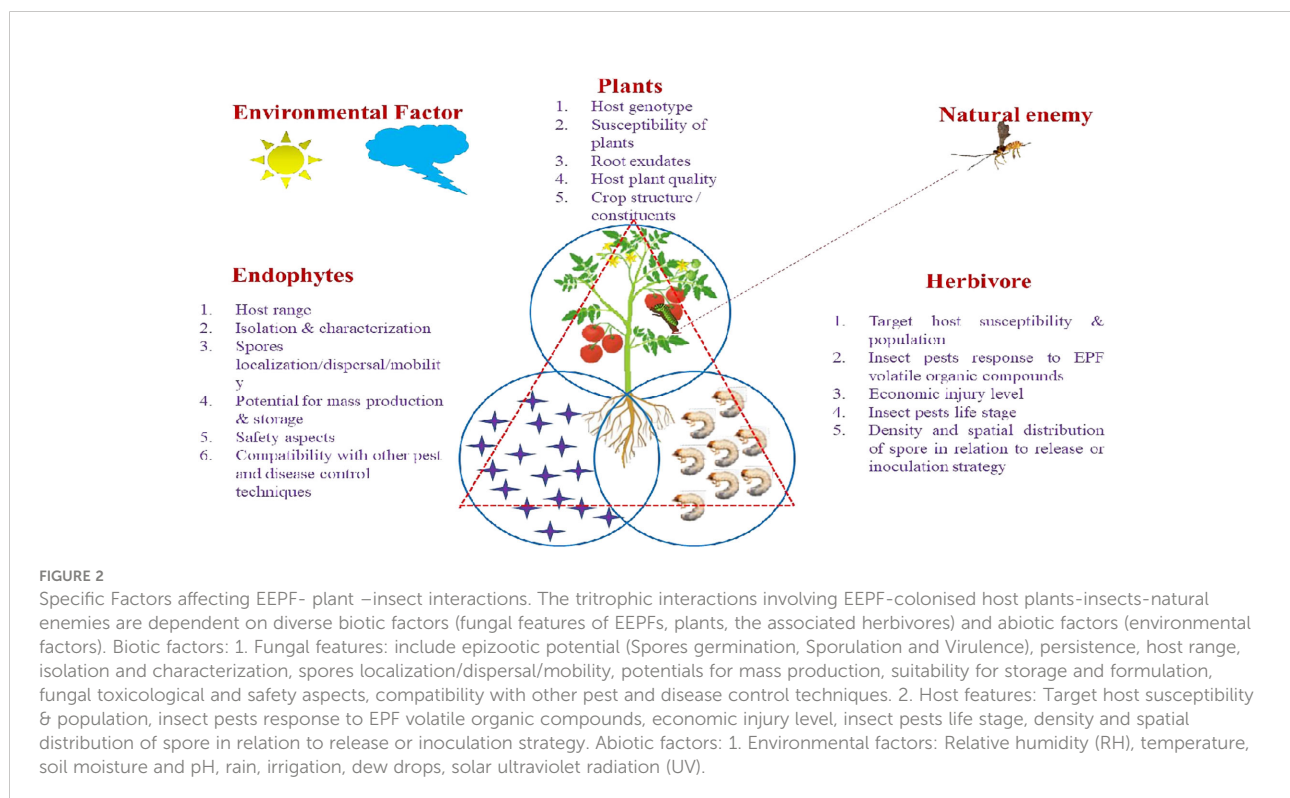 Plants
1. Host genotype
2. Susceptibility of
plants
3. Root exudates
4. Host plant quality
5. Crop structure /
constituents
Environmental Factor
Natural enemy
Endophytes
1. Host range
2. Isolation & characterization
3. Spores
localization/dispersal/mobilit
y
4. Potential for mass production
& storage
5. Safety aspects
6. Compatibility with other pest
and disease control
techniques
Herbivore
1. Target host susceptibility &
population
2. Insect pests response to EPF
volatile organic compounds
3. Economic injury level
4. Insect pests life stage
5. Density and spatial distribution
of spore in relation to release or
inoculation strategy
FIGURE 2
Specific Factors affecting EEPF- plant –insect interactions. The tritrophic interactions involving EEPF-colonised host plants-insects-natural
enemies are dependent on diverse biotic factors (fungal features of EEPFs, plants, the associated herbivores) and abiotic factors (environmental
factors). Biotic factors: 1. Fungal features: include epizootic potential (Spores germination, Sporulation and Virulence), persistence, host range,
isolation and characterization, spores localization/dispersal/mobility, potentials for mass production, suitability for storage and formulation,
fungal toxicological and safety aspects, compatibility with other pest and disease control techniques. 2. Host features: Target host susceptibility
& population, insect pests response to EPF volatile organic compounds, economic injury level, insect pests life stage, density and spatial
distribution of spore in relation to release or inoculation strategy. Abiotic factors: 1. Environmental factors: Relative humidity (RH), temperature,
soil moisture and pH, rain, irrigation, dew drops, solar ultraviolet radiation (UV).